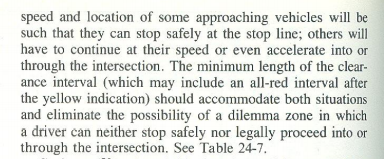 speed and location of some approaching vehicles will be
such that they can stop safely at the stop line; others will
have to continue at their speed or even accelerate into or
through the intersection. The minimum length of the clear-
ance interval (which may include an all-red interval after
the yellow indication) should accommodate both situations
and eliminate the possibility of a dilemma zone in which
a driver can neither stop safely nor legally proceed into or
through the intersection. See Table 24-7.